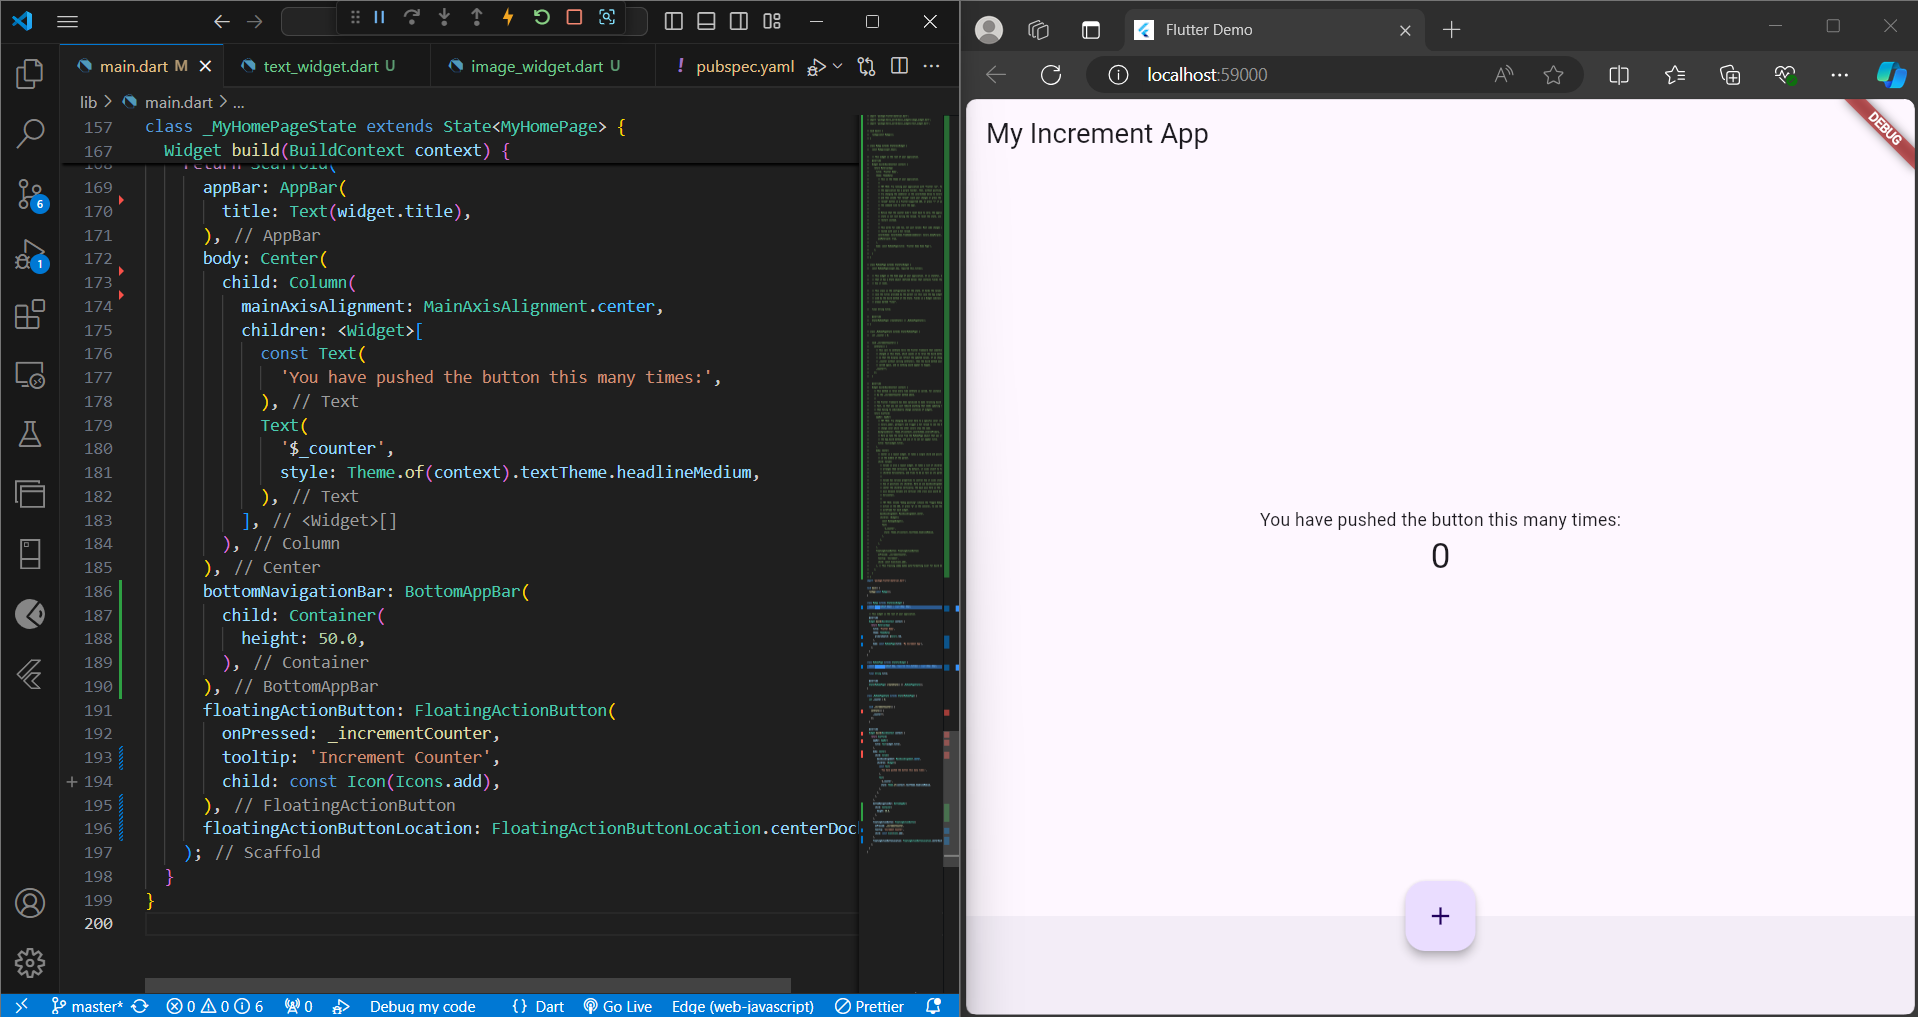 main.dart M
text_widget.dart U
image_widget.dart U
! pubspec.yaml
lib > main.dart > ...
157 class _MyHomePageState extends State<MyHomePage> {
167 Widget build(BuildContext context) {
169 appBar: AppBar(
170 title: Text(widget.title),
171 ), // AppBar
172 body: Center(
173 child: Column(
174 mainAxisAlignment: MainAxisAlignment.center,
175 children: <Widget>[
176 const Text(
177 'You have pushed the button this many times:',
178 ), // Text
179 Text(
180 '$_counter',
181 style: Theme.of(context).textTheme.headlineMedium,
182 ), // Text
183 ], // <Widget>[]
184 ), // Column
185 ), // Center
186 bottomNavigationBar: BottomAppBar(
187 child: Container(
188 height: 50.0,
189 ), // Container
190 ), // BottomAppBar
191 floatingActionButton: FloatingActionButton(
192 onPressed: _incrementCounter,
193 tooltip: 'Increment Counter',
194 child: const Icon(Icons.add),
195 ), // FloatingActionButton
196 floatingActionButtonLocation: FloatingActionButtonLocation.centerDoc
197 ); // Scaffold
198 }
199 }
200
6
1
master* 0 0 6 0 Debug my code {} Dart Go Live Edge (web-javascript) Prettier
Flutter Demo
localhost:59000
My Increment App
DEBUG
You have pushed the button this many times:
0
+